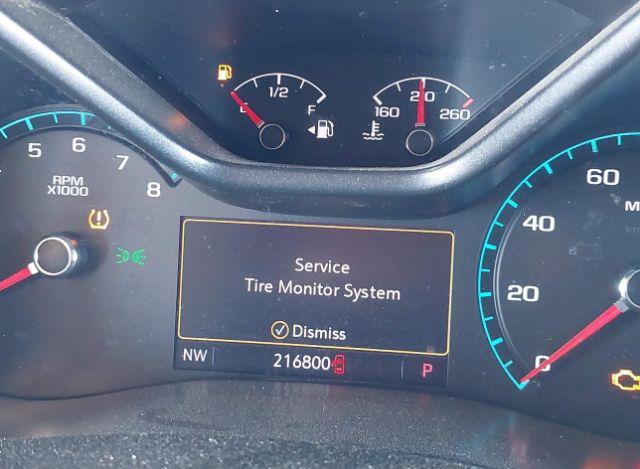 1/2
E F
160 210 260
5 6 7 8
RPM
X1000
60
M
40
20
0
Service
Tire Monitor System
Dismiss
NW 216800 P